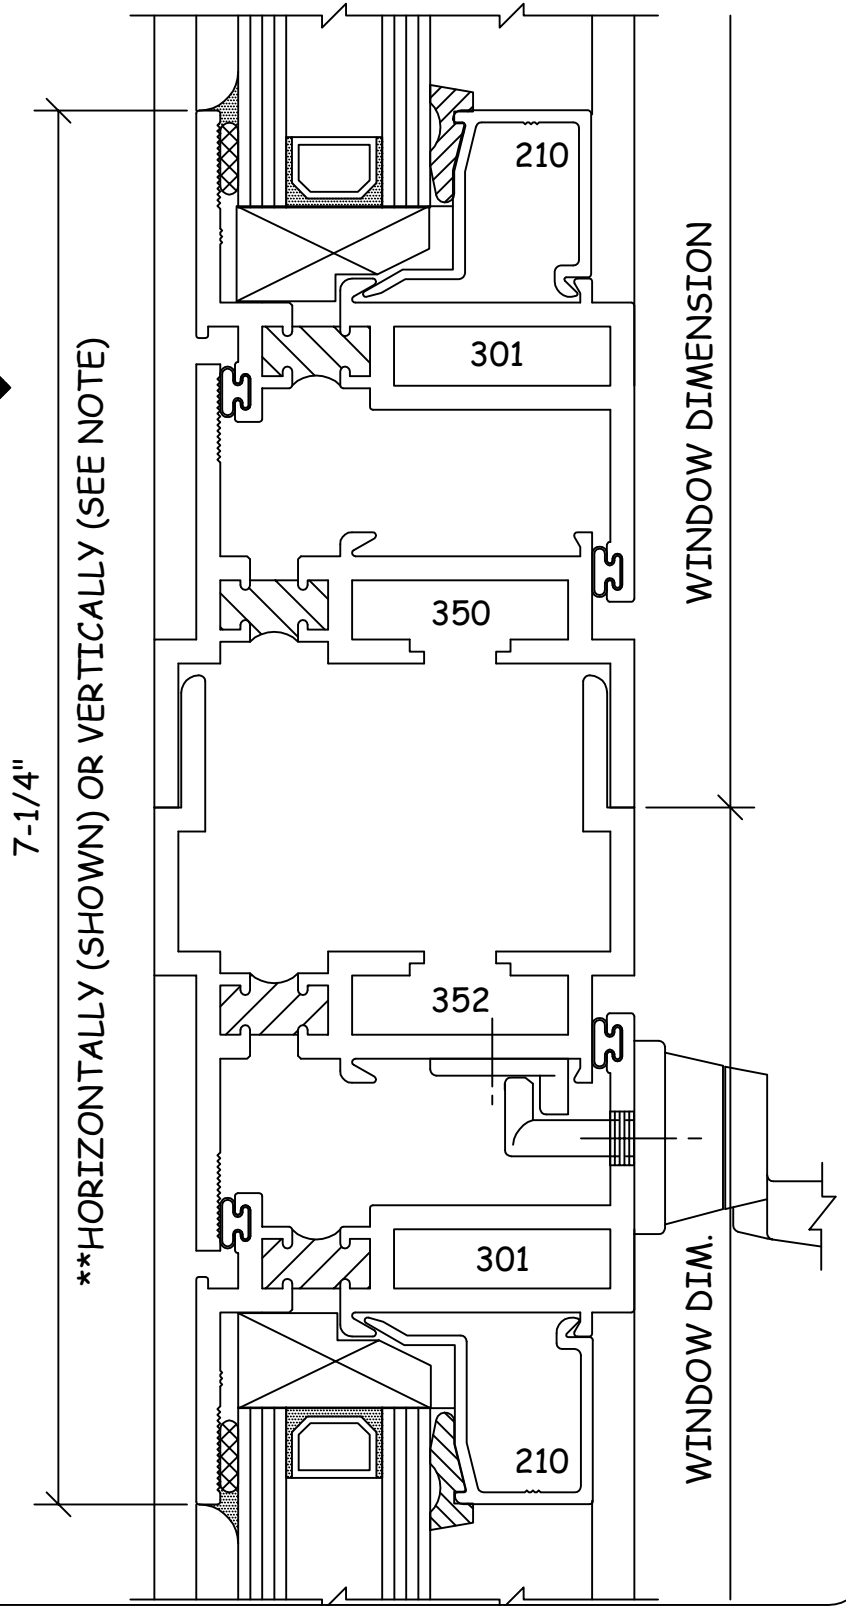 210
301
WINDOW DIMENSION
350
7-1/4"
**HORIZONTALLY (SHOWN) OR VERTICALLY (SEE NOTE)
352
301
WINDOW DIM.
210